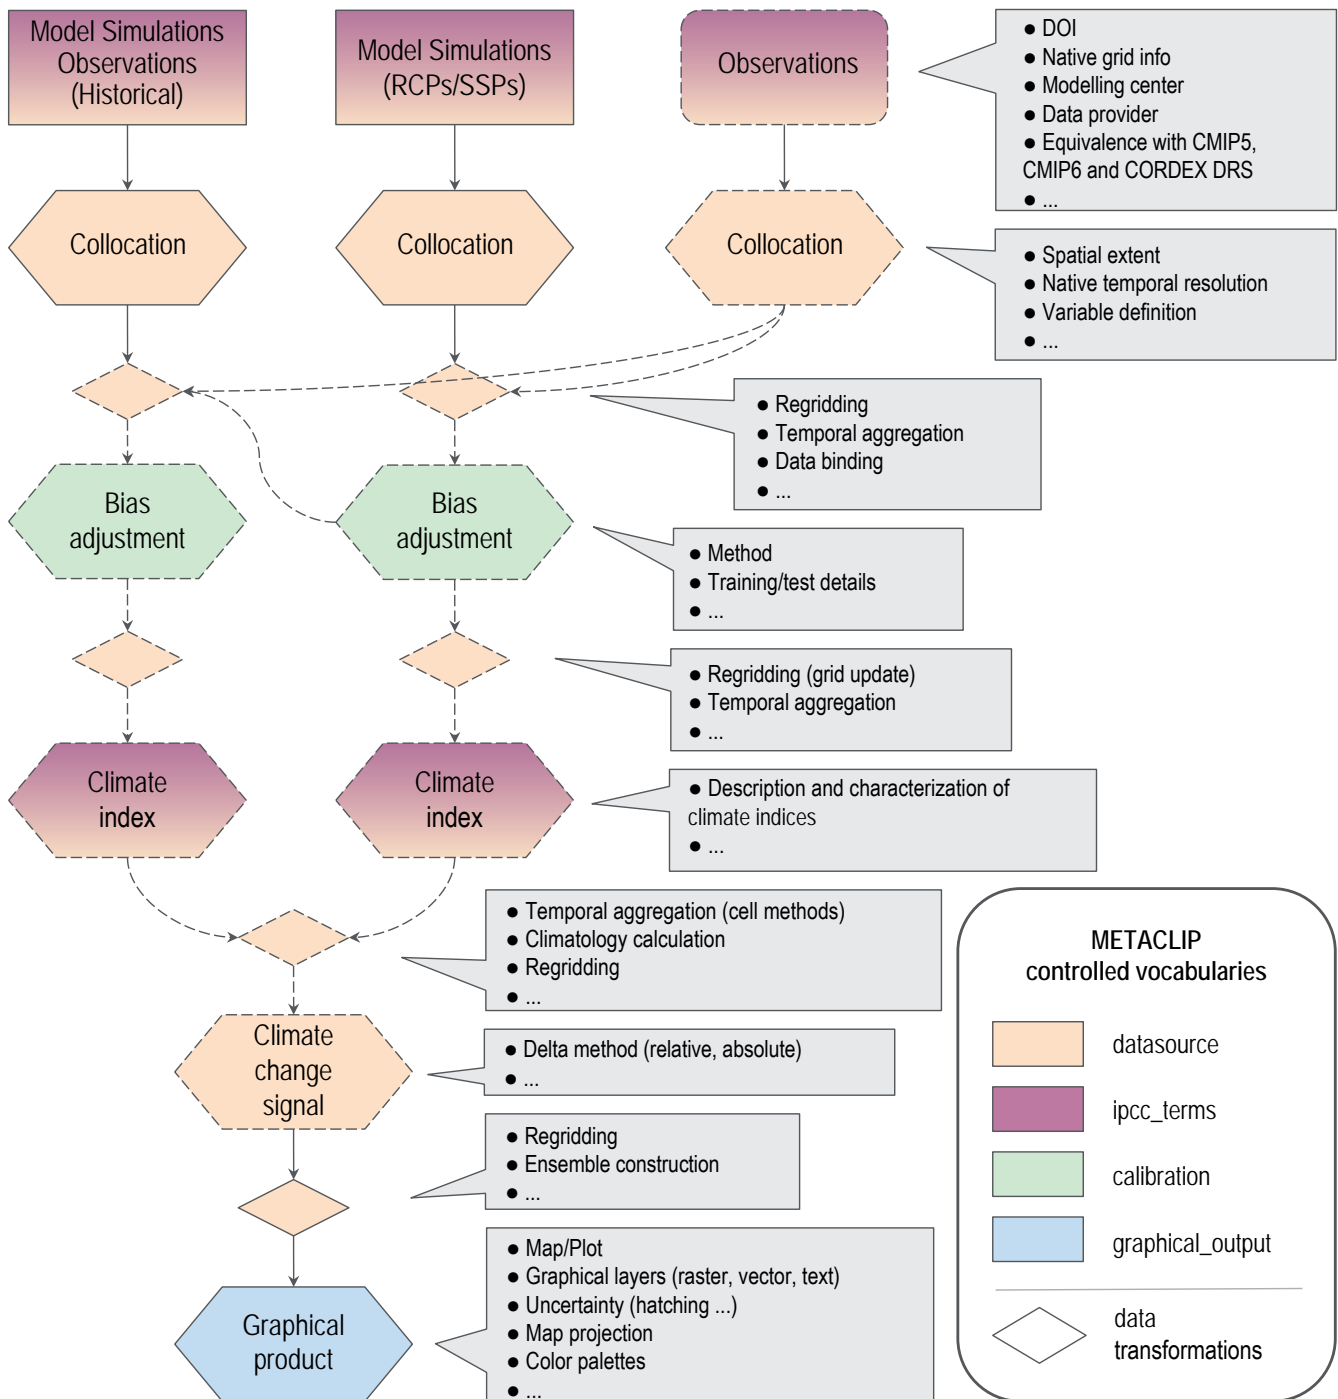 Model Simulations
Observations
(Historical)
Model Simulations
(RCPs/SSPs)
Observations
● DOI
● Native grid info
● Modelling center
● Data provider
● Equivalence with CMIP5,
CMIP6 and CORDEX DRS
● ...
Collocation
Collocation
Collocation
● Spatial extent
● Native temporal resolution
● Variable definition
● ...
● Regridding
● Temporal aggregation
● Data binding
● ...
Bias
adjustment
Bias
adjustment
● Method
● Training/test details
● ...
● Regridding (grid update)
● Temporal aggregation
● ...
Climate
index
Climate
index
● Description and characterization of
climate indices
● ...
● Temporal aggregation (cell methods)
● Climatology calculation
● Regridding
● ...
Climate
change
signal
● Delta method (relative, absolute)
● ...
● Regridding
● Ensemble construction
● ...
Graphical
product
● Map/Plot
● Graphical layers (raster, vector, text)
● Uncertainty (hatching ...)
● Map projection
● Color palettes
● ...
METACLIP
controlled vocabularies
datasource
ipcc_terms
calibration
graphical_output
data
transformations